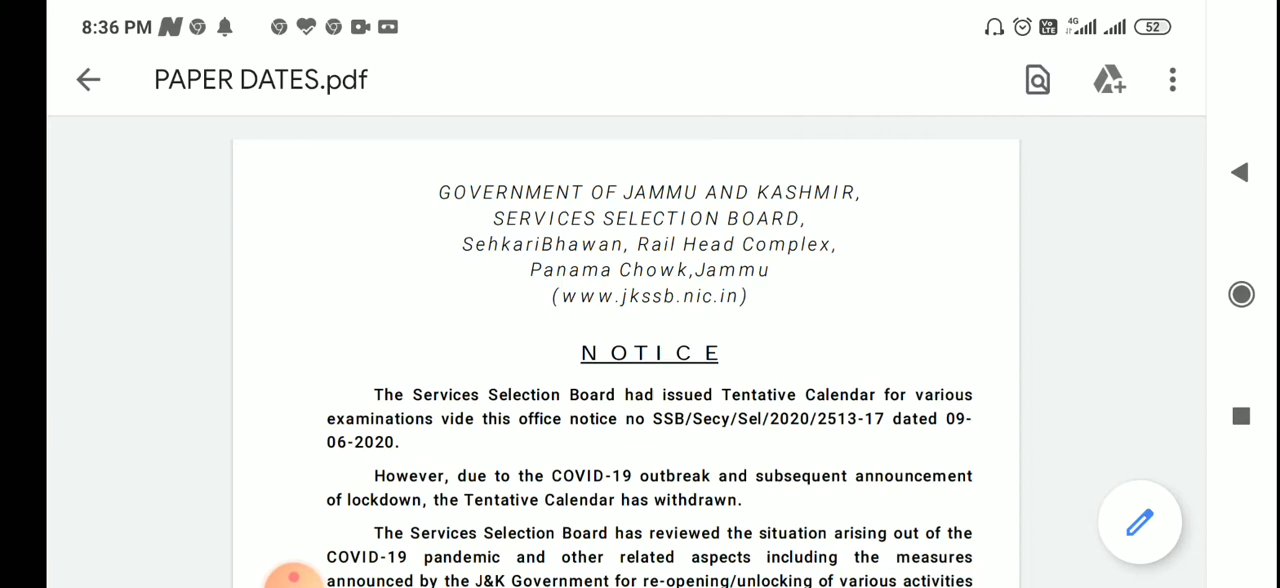 8:36 PM
4G
Vo LTE
52
PAPER DATES.pdf
GOVERNMENT OF JAMMU AND KASHMIR,
SERVICES SELECTION BOARD,
SehkariBhawan, Rail Head Complex,
Panama Chowk,Jammu
(www.jkssb.nic.in)
N O T I C E
The Services Selection Board had issued Tentative Calendar for various
examinations vide this office notice no SSB/Secy/Sel/2020/2513-17 dated 09-
06-2020.
However, due to the COVID-19 outbreak and subsequent announcement
of lockdown, the Tentative Calendar has withdrawn.
The Services Selection Board has reviewed the situation arising out of the
COVID-19 pandemic and other related aspects including the measures
announced by the J&K Government for re-opening/unlocking of various activities